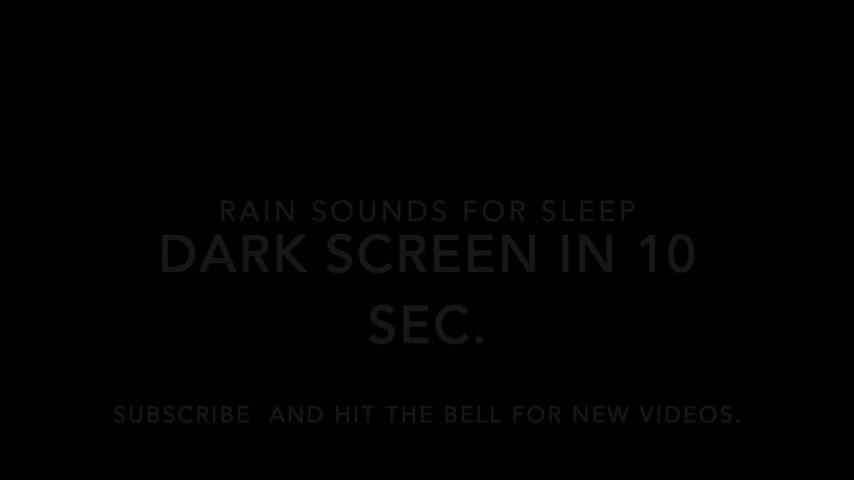 RAIN SOUNDS FOR SLEEP
DARK SCREEN IN 10
SEC.
SUBSCRIBE  AND HIT THE BELL FOR NEW VIDEOS.